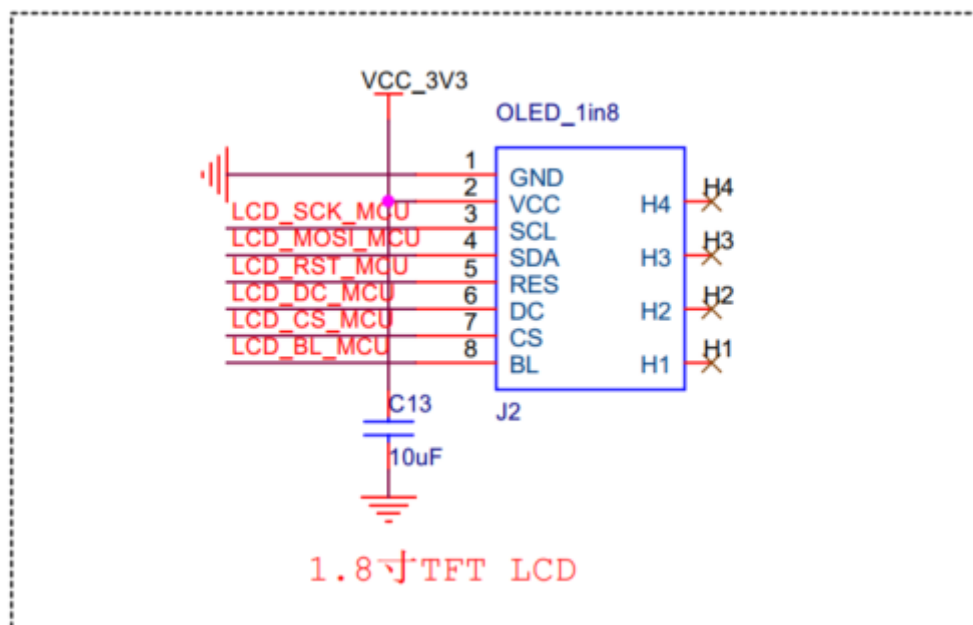 VCC_3V3
OLED_1in8
1
GND
2
VCC
H4
H4
LCD_SCK_MCU
3
SCL
LCD_MOSI_MCU
4
SDA
H3
H3
LCD_RST_MCU
5
RES
LCD_DC_MCU
6
DC
H2
H2
LCD_CS_MCU
7
CS
LCD_BL_MCU
8
BL
H1
H1
C13
J2
10uF
1.8寸TFT LCD